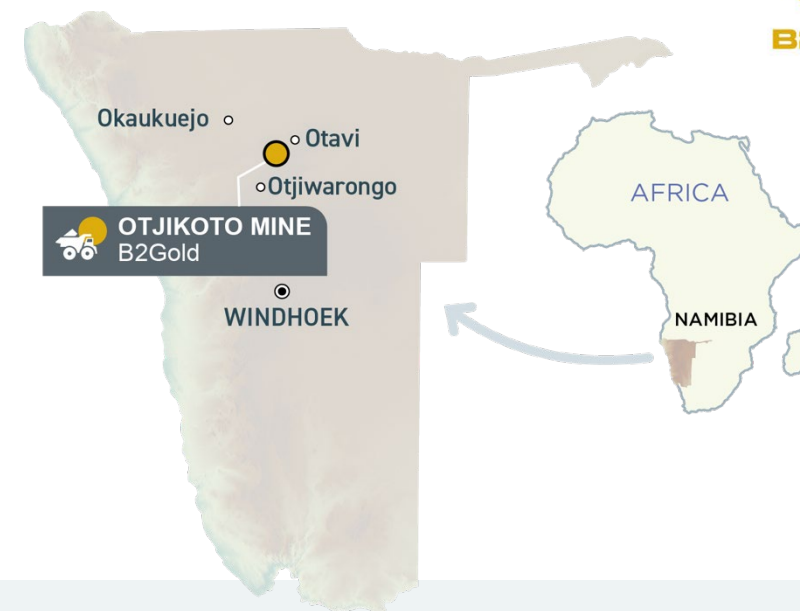 Okaukuejo
Otavi
Otjiwarongo
OTJIKOTO MINE
B2Gold
WINDHOEK
AFRICA
NAMIBIA